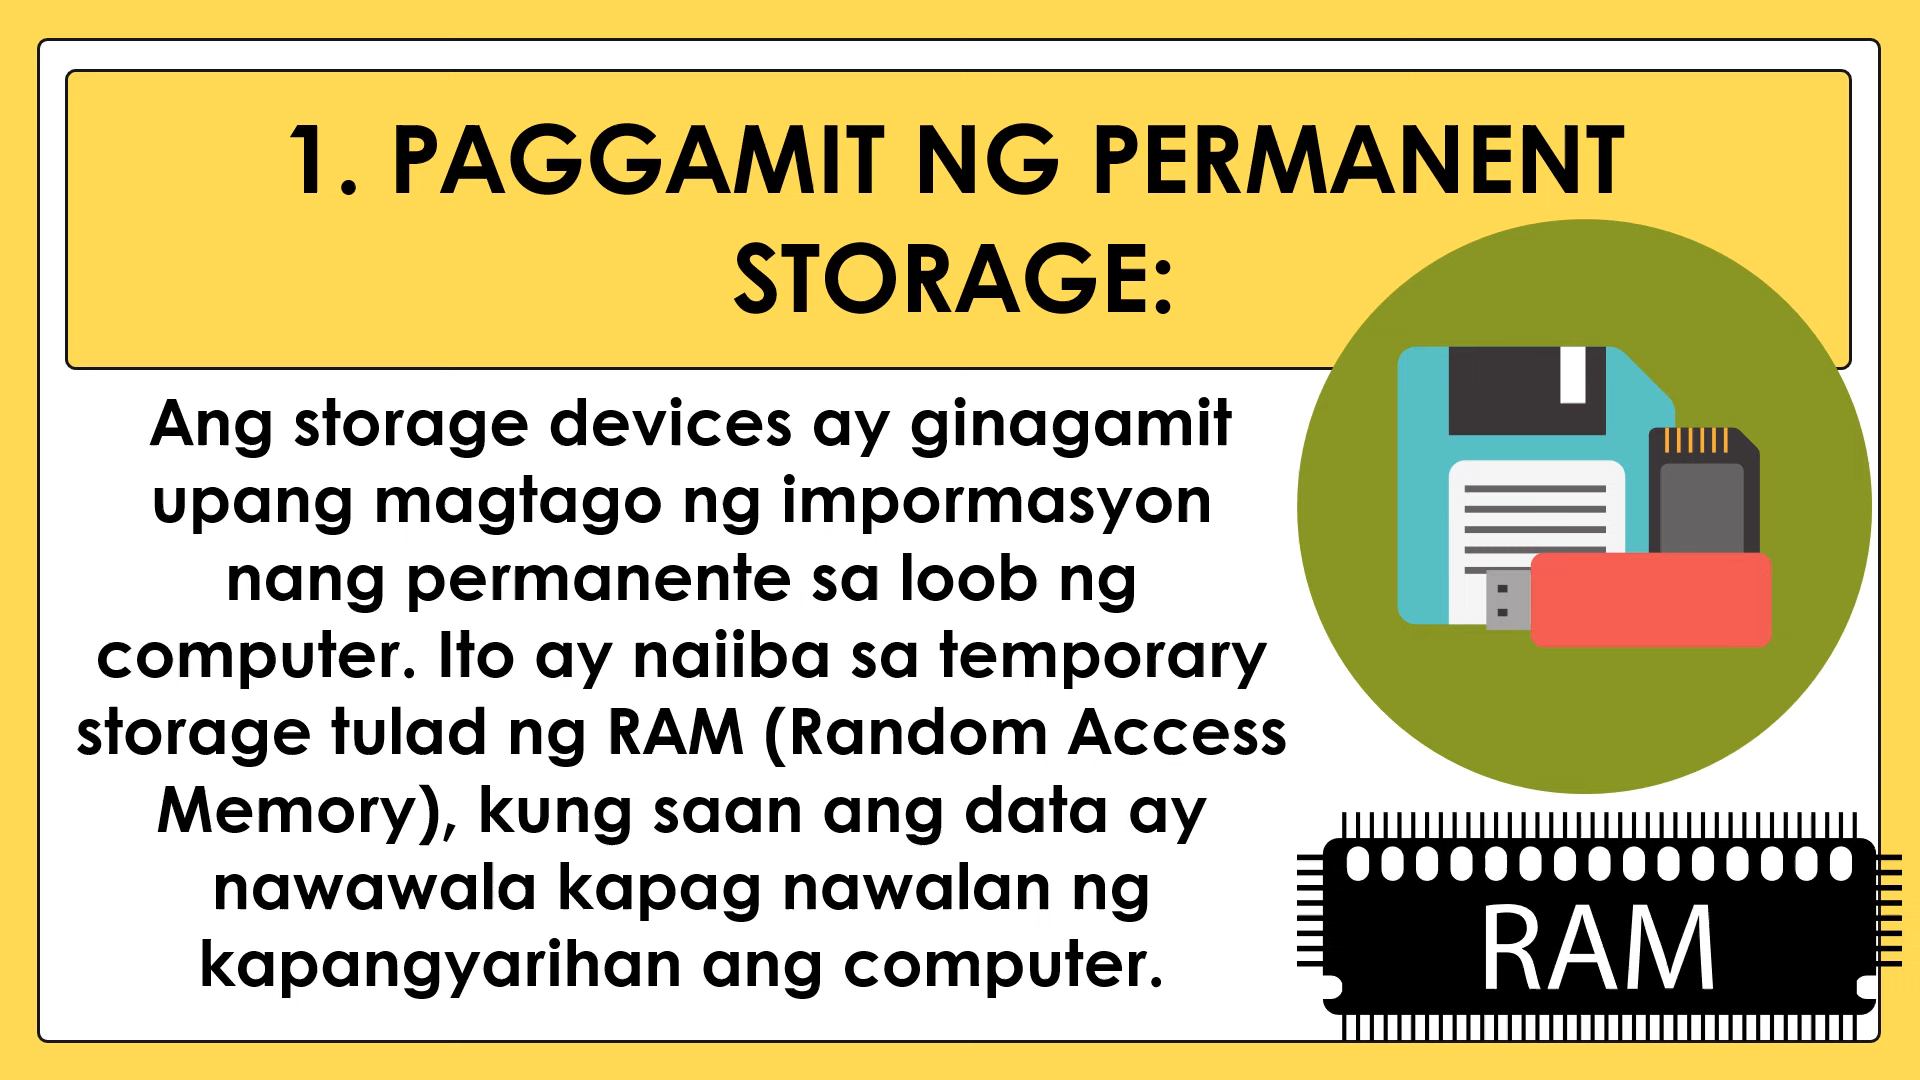 1. PAGGAMIT NG PERMANENT
STORAGE:
Ang storage devices ay ginagamit
upang magtago ng impormasyon
nang permanente sa loob ng
computer. Ito ay naiiba sa temporary
storage tulad ng RAM (Random Access
Memory), kung saan ang data ay
nawawala kapag nawalan ng
kapangyarihan ang computer.
RAM